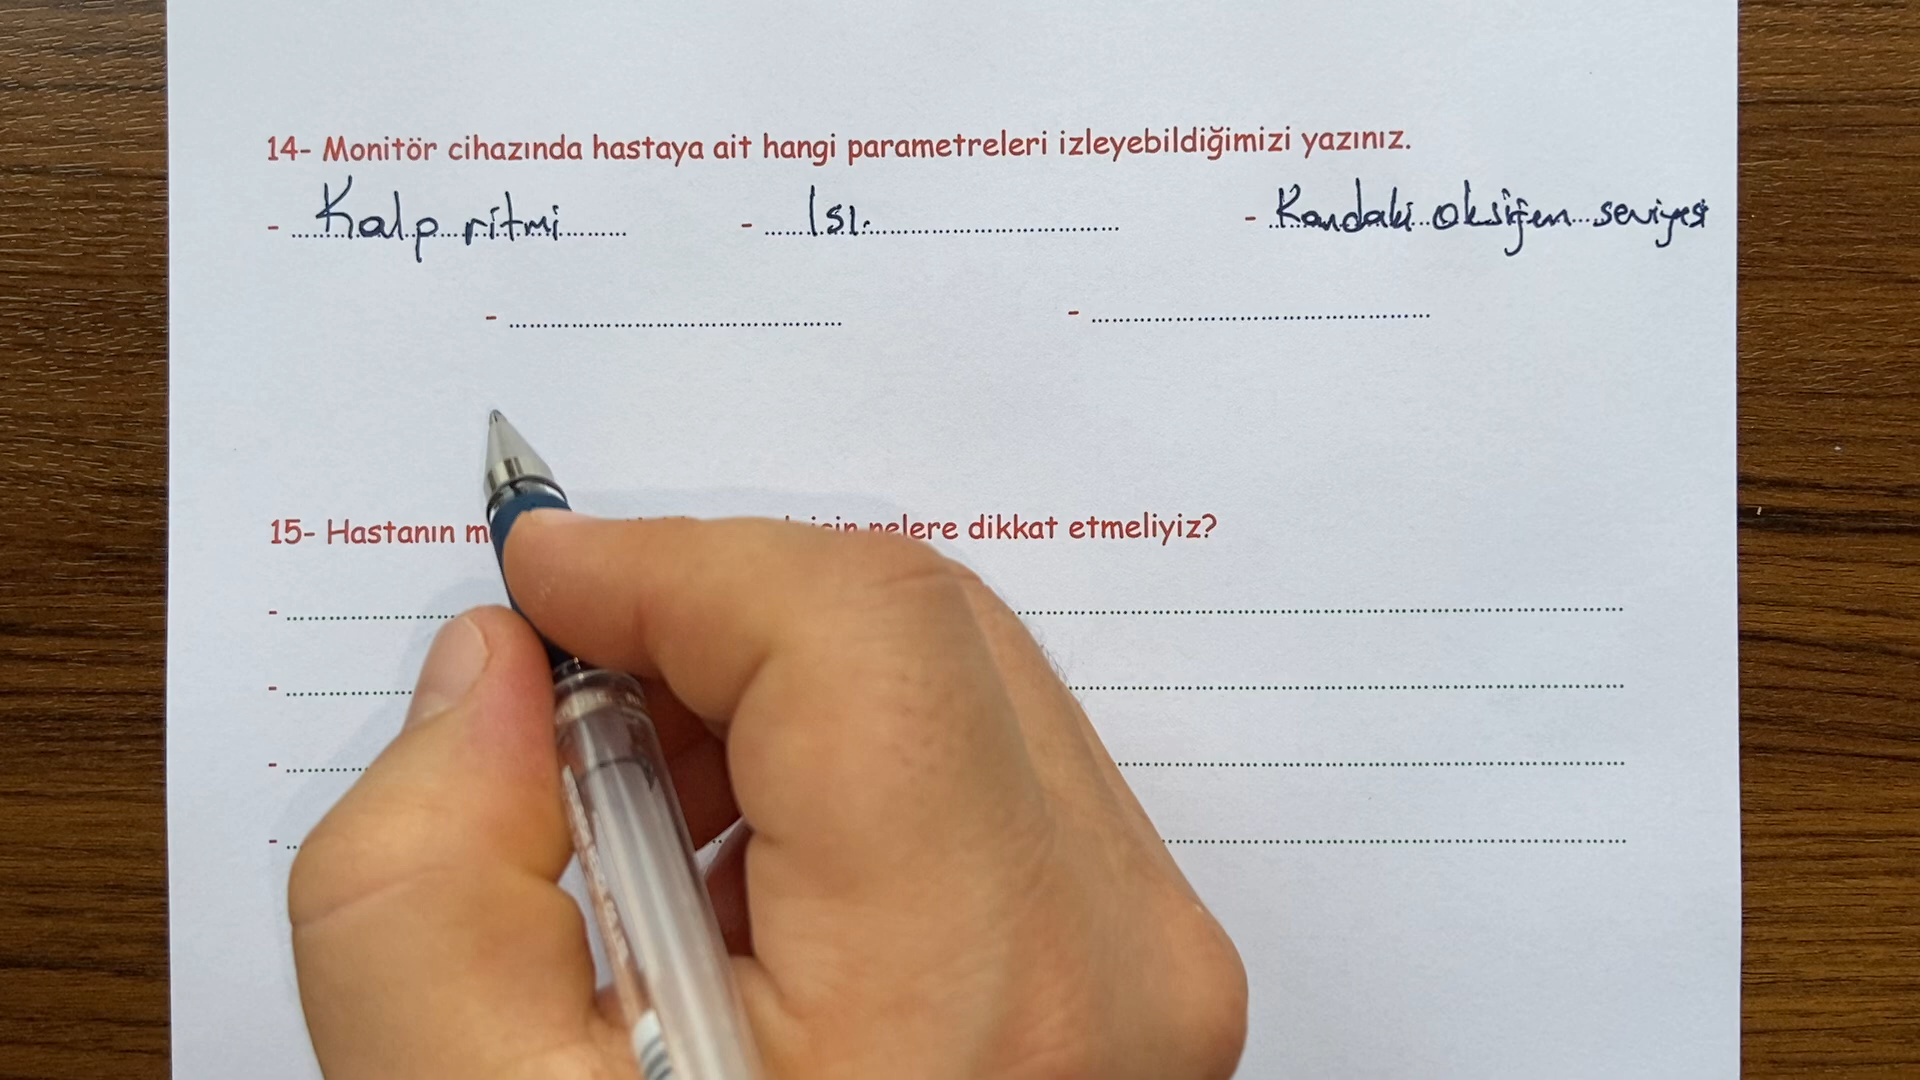 14- Monitör cihazında hastaya ait hangi parametreleri izleyebildiğimizi yazınız.
- Kalp ritmi - Isı - Kandaki oksijen seviyesi
- -
15- Hastanın nelere dikkat etmeliyiz?
-
-
-
-